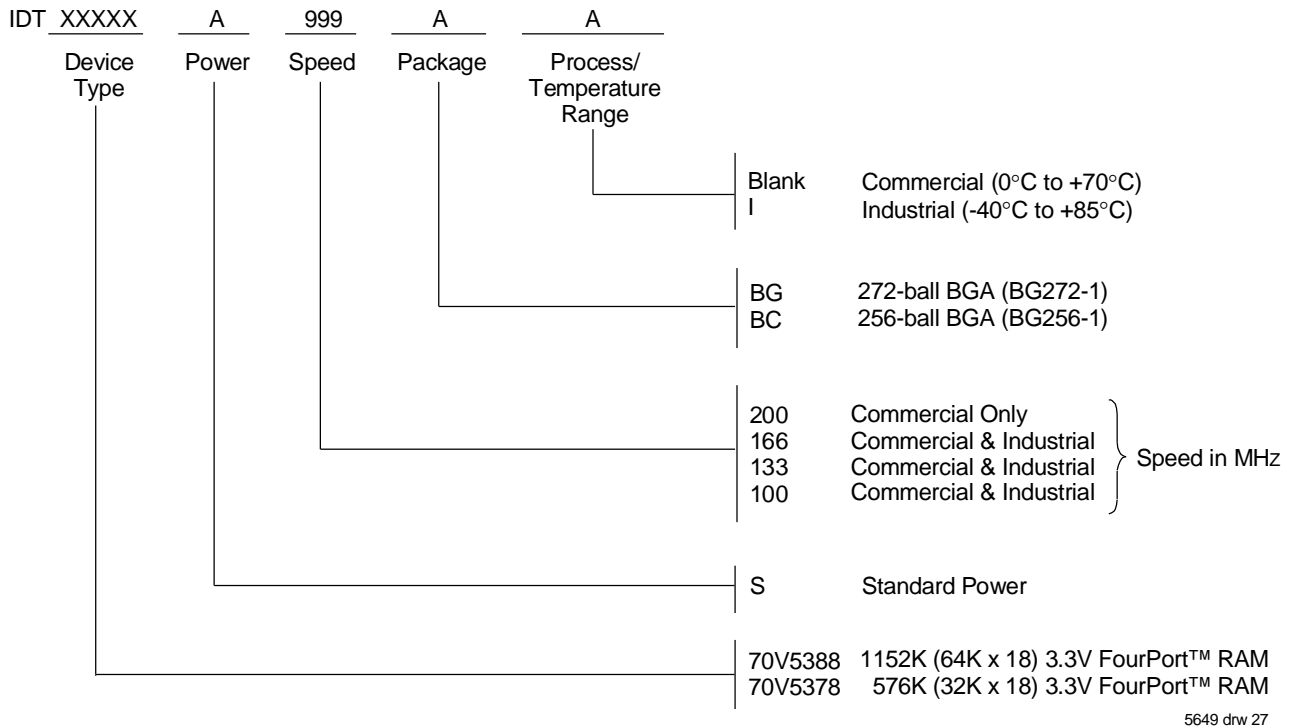 IDT XXXXX A 999 A A
Device Type
Power
Speed
Package
Process/
Temperature
Range
Blank Commercial (0°C to +70°C)
I Industrial (-40°C to +85°C)
BG 272-ball BGA (BG272-1)
BC 256-ball BGA (BG256-1)
200 Commercial Only
166 Commercial & Industrial
133 Commercial & Industrial
100 Commercial & Industrial
Speed in MHz
S Standard Power
70V5388 1152K (64K x 18) 3.3V FourPort™ RAM
70V5378 576K (32K x 18) 3.3V FourPort™ RAM
5649 drw 27